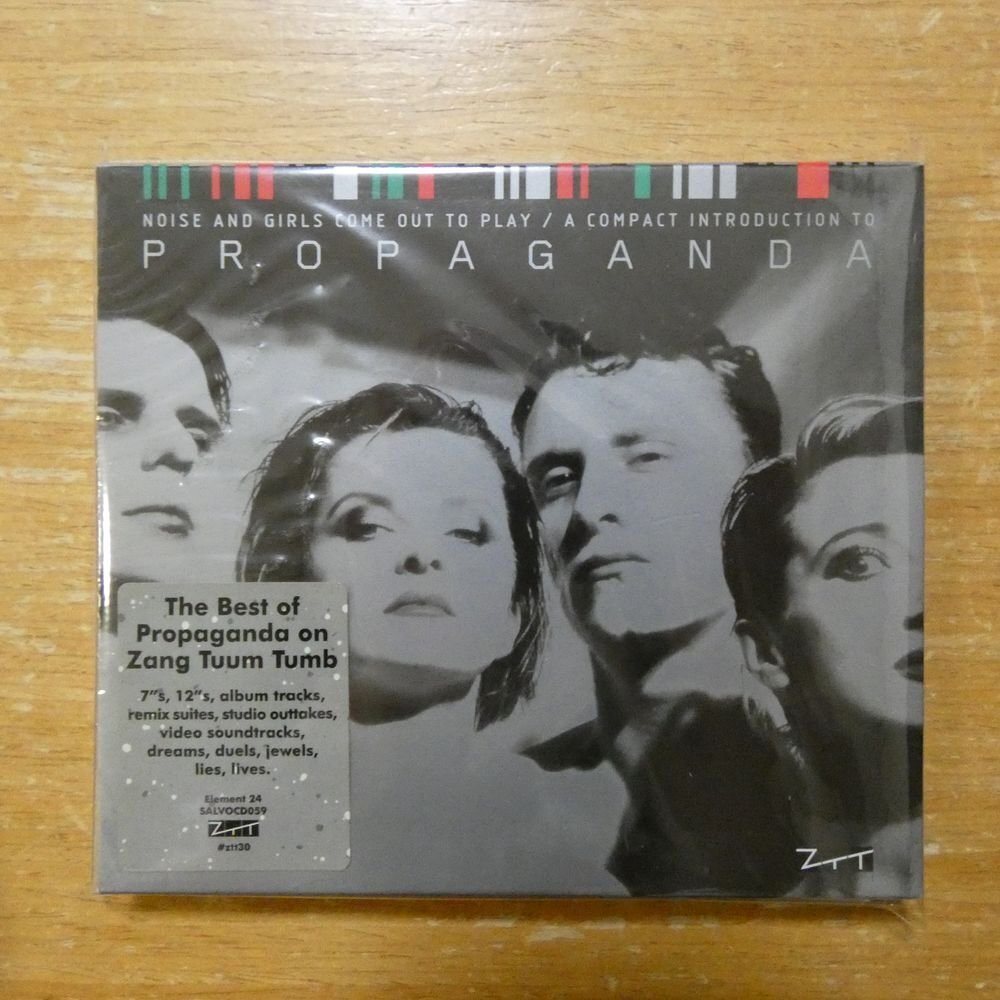 NOISE AND GIRLS COME OUT TO PLAY / A COMPACT INTRODUCTION TO
PROPAGANDA
The Best of
Propaganda on
Zang Tuum Tumb
7"s, 12"s, album tracks,
remix suites, studio outtakes,
video soundtracks,
dreams, duels, jewels,
lies, lives.
Element 24
SALVOCD059
ZTT
#ztt30
ZTT